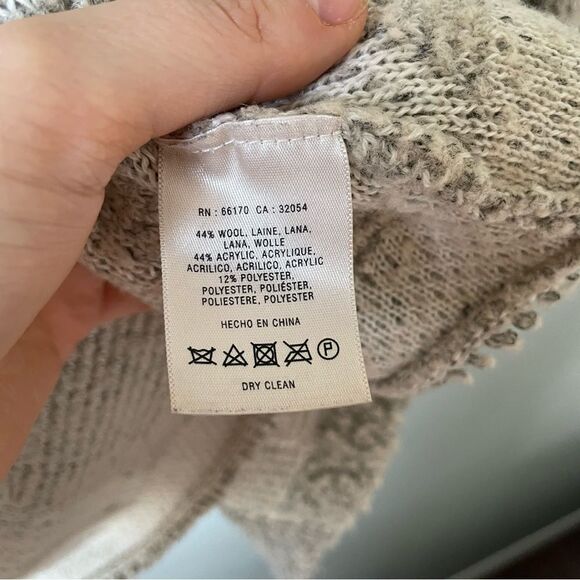 RN : 66170 CA : 32054
44% WOOL, LAINE, LANA,
LANA, WOLLE
44% ACRYLIC, ACRYLIQUE,
ACRILICO, ACRILICO, ACRYLIC
12% POLYESTER,
POLYESTER, POLIÉSTER,
POLIESTERE, POLYESTER
HECHO EN CHINA
P
DRY CLEAN